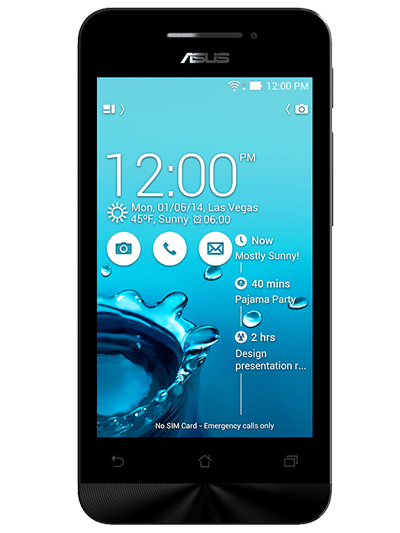 ASUS
12:00 PM
12:00 PM
Mon, 01/06/14, Las Vegas
45°F, Sunny 06:00
Now
Mostly Sunny!
40 mins
Pajama Party
2 hrs
Design
presentation r...
No SIM Card - Emergency calls only